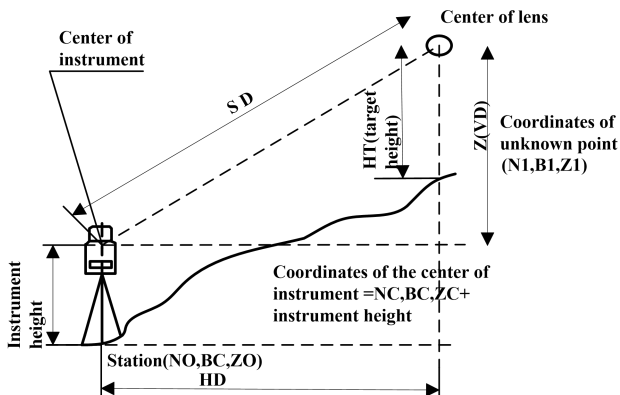 Center of lens
Center of
instrument
S D
HT(target
height)
Z(VD)
Coordinates of
unknown point
(N1,B1,Z1)
Instrument
height
Coordinates of the center of
instrument =NC,BC,ZC+
instrument height
Station(NO,BC,ZO)
HD